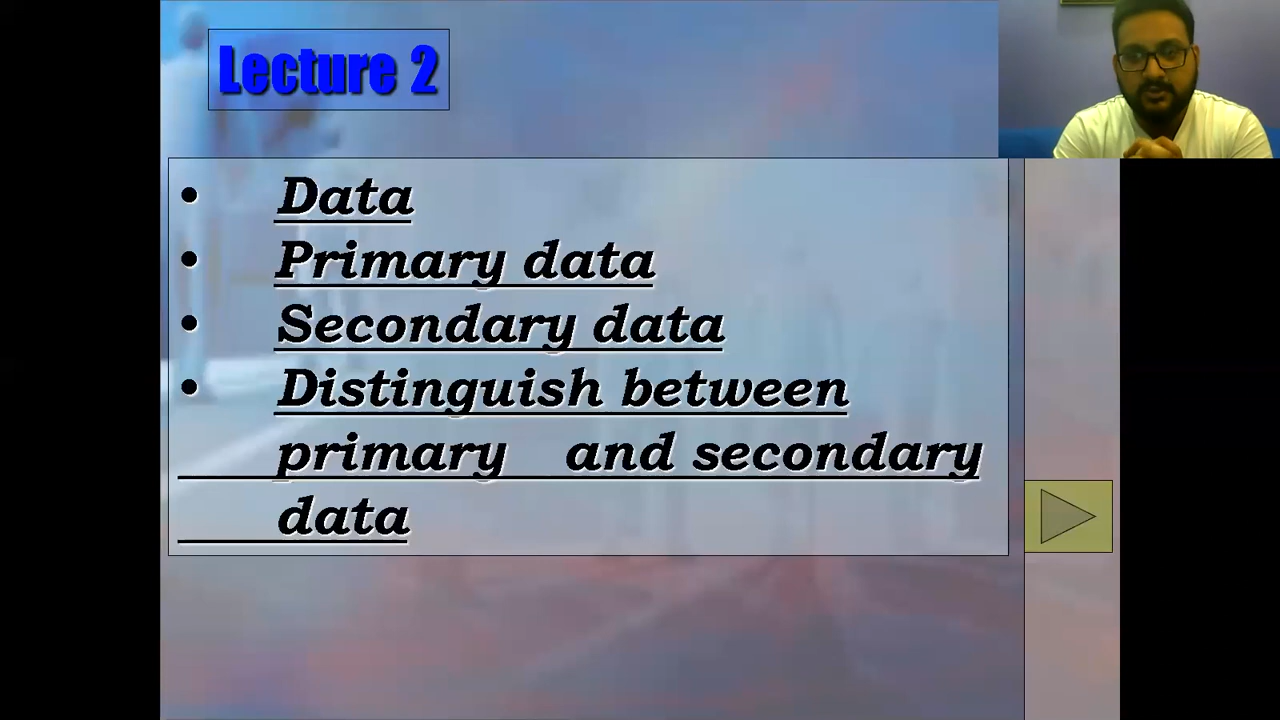 Lecture 2
• Data
• Primary data
• Secondary data
• Distinguish between
primary and secondary
data